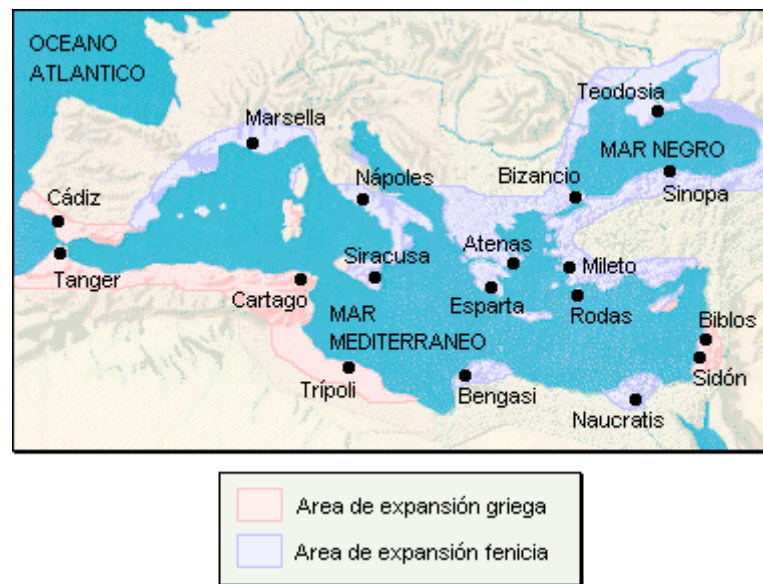 OCEANO
ATLANTICO
Teodosia
Marsella
MAR NEGRO
Nápoles
Bizancio
Sinopa
Cádiz
Atenas
Siracusa
Mileto
Tanger
Cartago
Esparta
Rodas
MAR
MEDITERRANEO
Biblos
Trípoli
Bengasi
Sidón
Naucratis
Area de expansión griega
Area de expansión fenicia